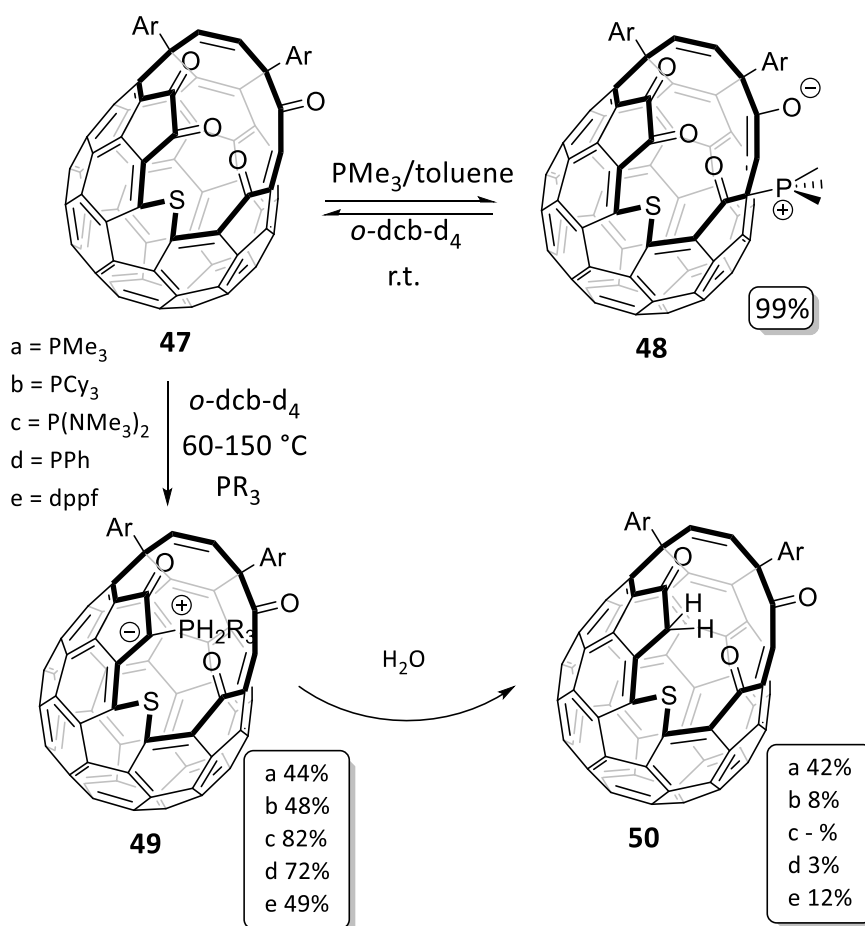 Ar
Ar
O
O
O
O
S
47
PMe₃/toluene
o-dcb-d₄
r.t.
Ar
Ar
O
O
O
O
⊖
P
⊕
S
99%
48
a = PMe₃
b = PCy₃
c = P(NMe₃)₂
d = PPh
e = dppf
o-dcb-d₄
60-150 °C
PR₃
Ar
Ar
O
O
O
⊕
⊖
PH₂R₃
S
49
a 44%
b 48%
c 82%
d 72%
e 49%
H₂O
Ar
Ar
O
O
O
H
H
S
50
a 42%
b 8%
c - %
d 3%
e 12%